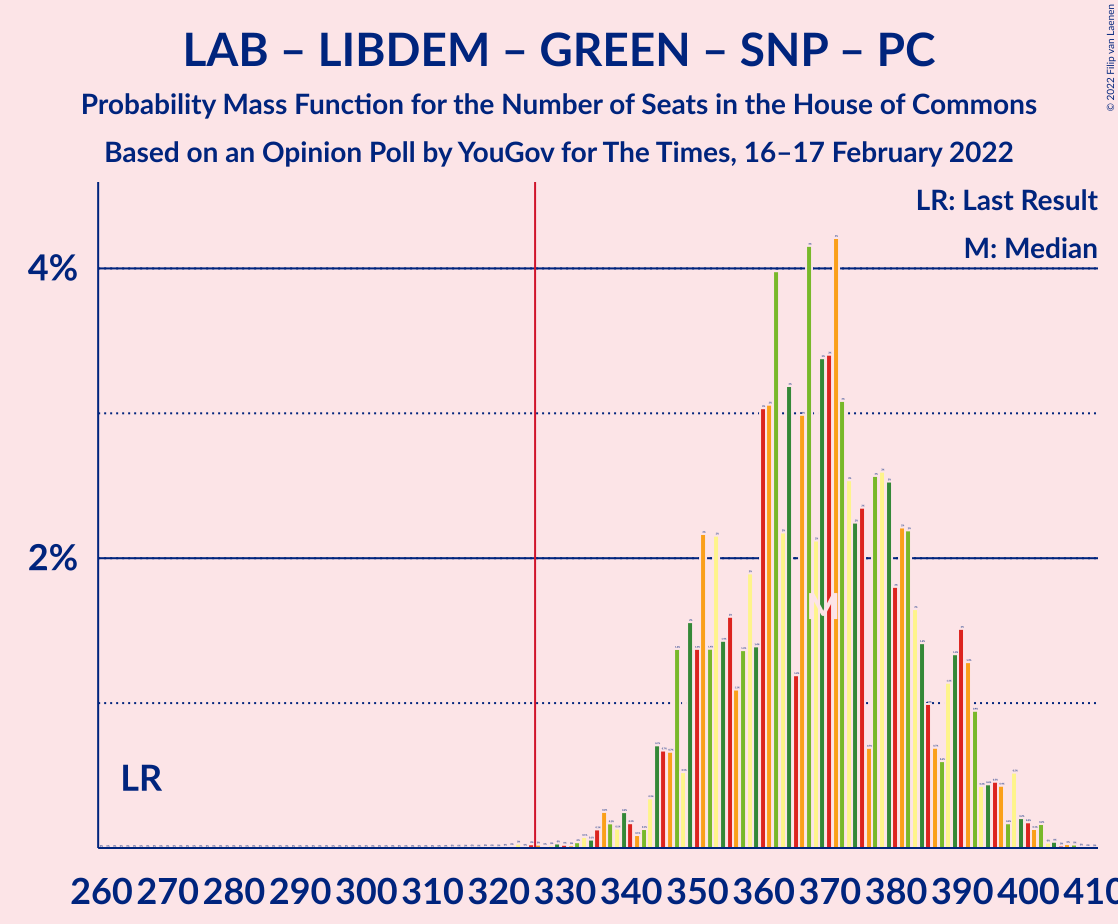 LAB – LIBDEM – GREEN – SNP – PC
Probability Mass Function for the Number of Seats in the House of Commons
Based on an Opinion Poll by YouGov for The Times, 16–17 February 2022
© 2022 Filip van Laenen
LR: Last Result
M: Median
4%
2%
M
LR
260 270 280 290 300 310 320 330 340 350 360 370 380 390 400 410